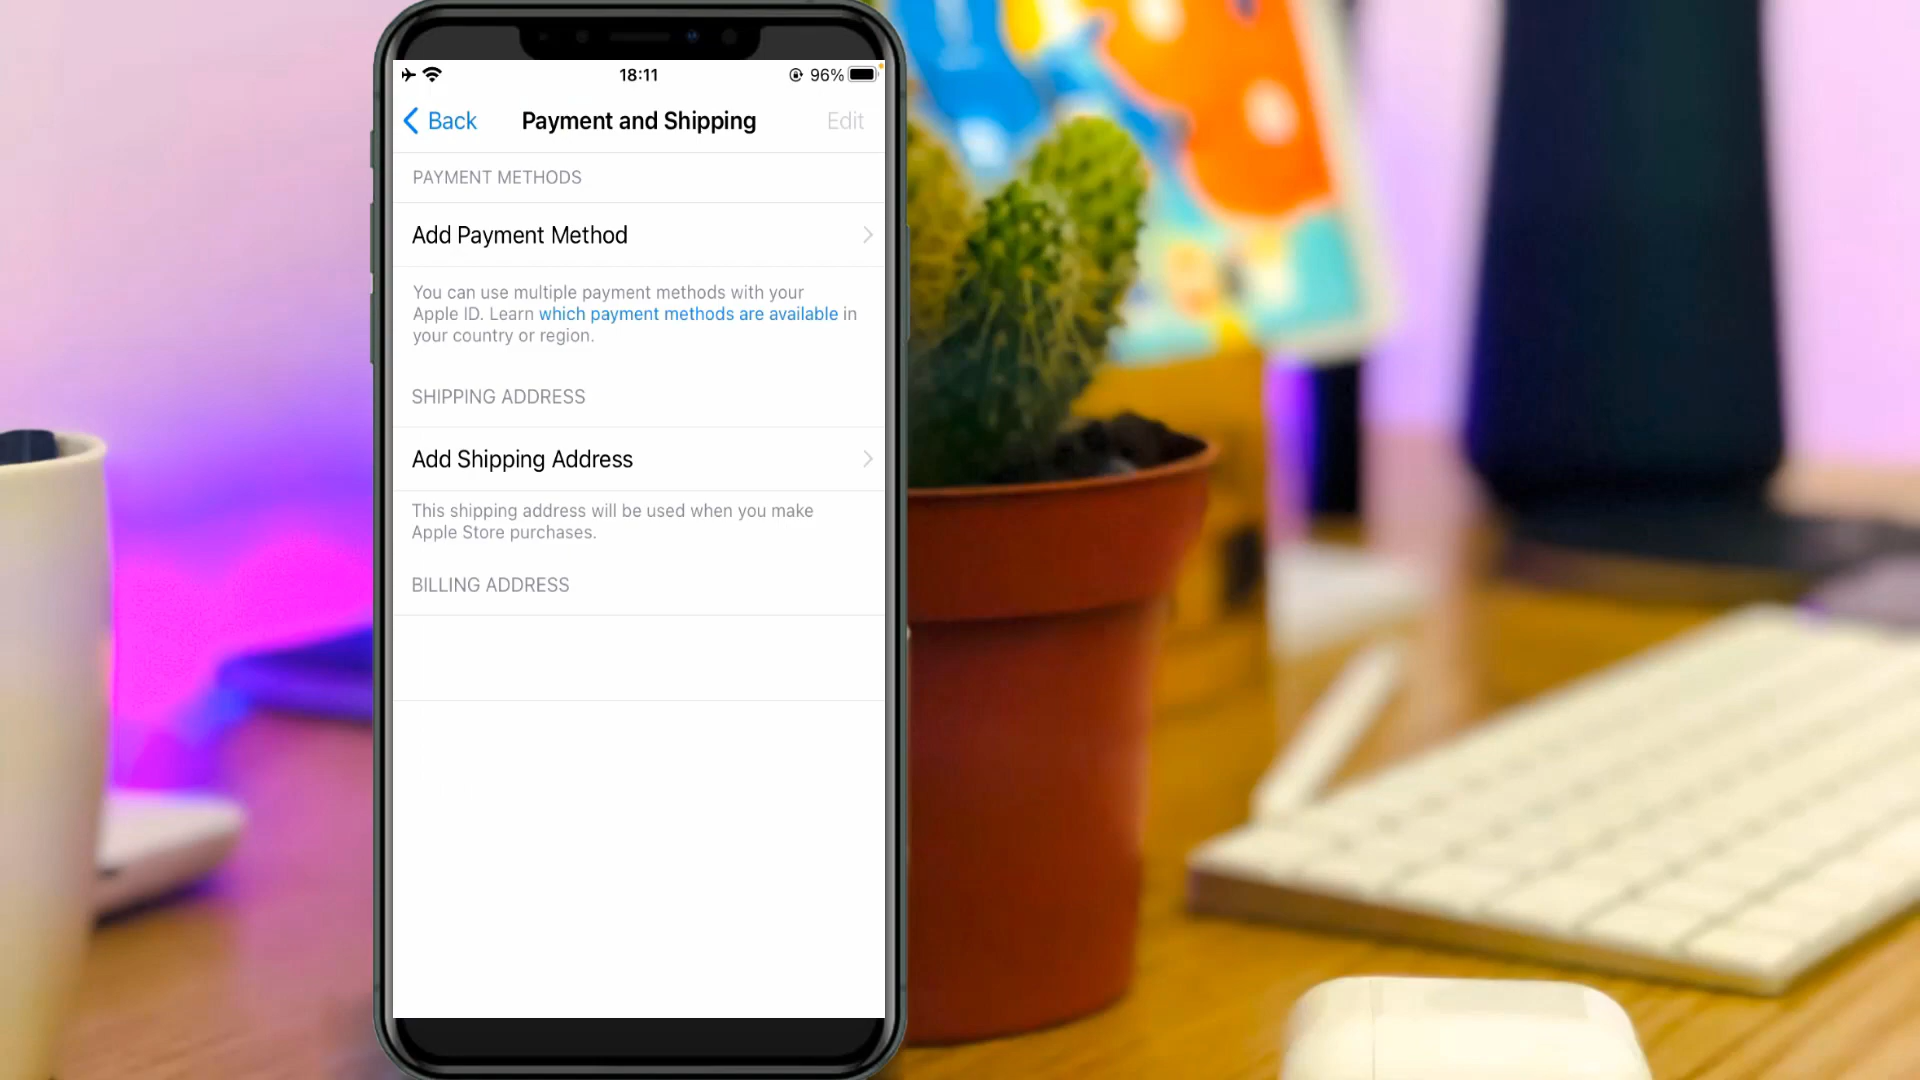 18:11
96%
Back
Payment and Shipping
Edit
PAYMENT METHODS
Add Payment Method
You can use multiple payment methods with your
Apple ID. Learn which payment methods are available in
your country or region.
SHIPPING ADDRESS
Add Shipping Address
This shipping address will be used when you make
Apple Store purchases.
BILLING ADDRESS